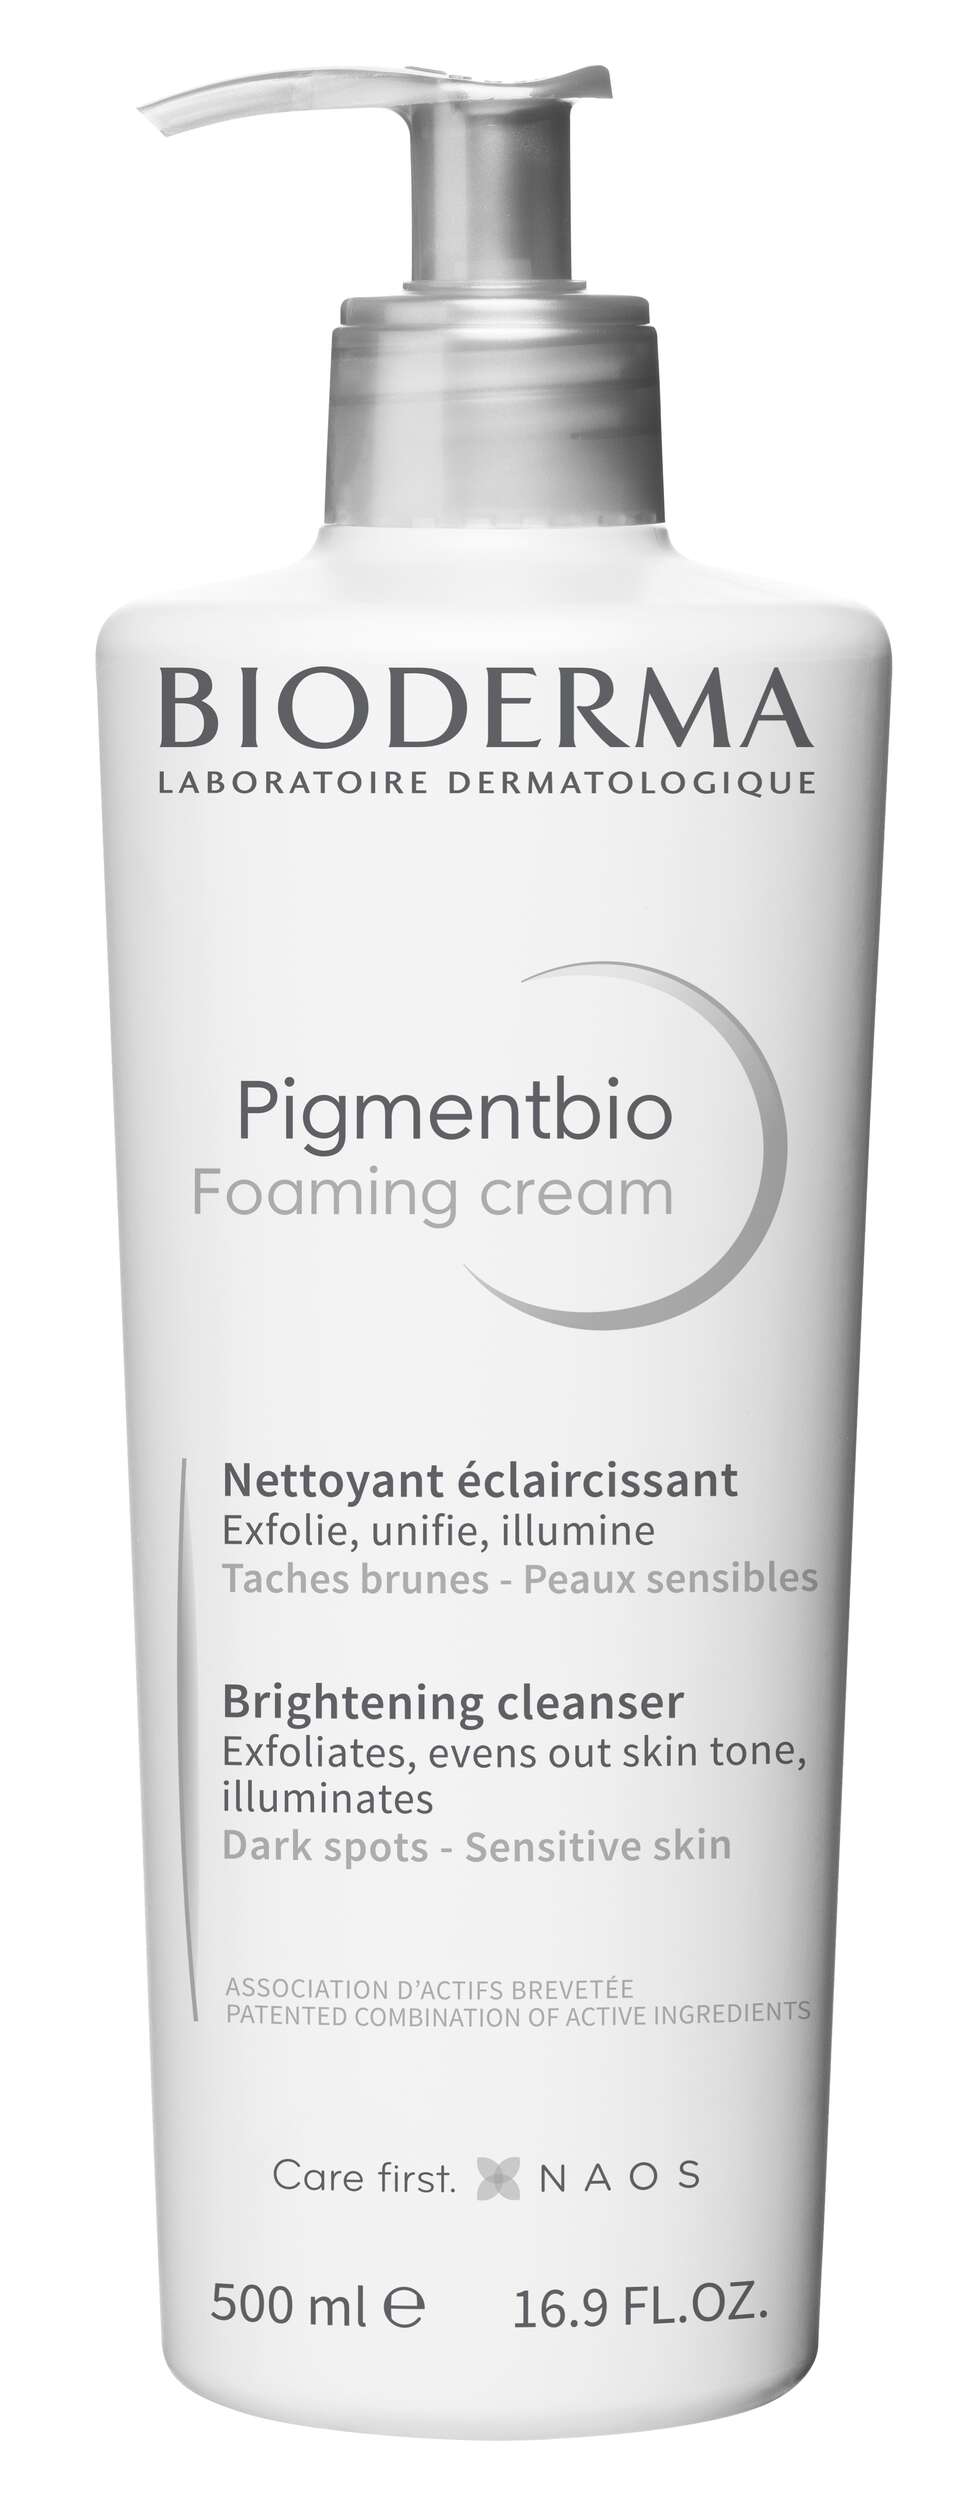 BIODERMA
LABORATOIRE DERMATOLOGIQUE
Pigmentbio
Foaming cream
Nettoyant éclaircissant
Exfolie, unifie, illumine
Taches brunes - Peaux sensibles
Brightening cleanser
Exfoliates, evens out skin tone,
illuminates
Dark spots - Sensitive skin
ASSOCIATION D'ACTIFS BREVETÉE
PATENTED COMBINATION OF ACTIVE INGREDIENTS
Care first. NAOS
500 ml ℮ 16.9 FL.OZ.